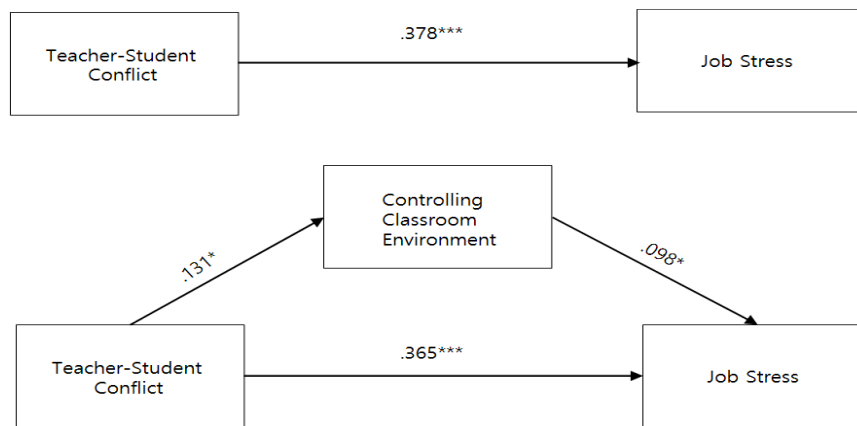 .378***
Teacher-Student
Conflict
Job Stress
Controlling
Classroom
Environment
.131*
.098*
.365***
Teacher-Student
Conflict
Job Stress